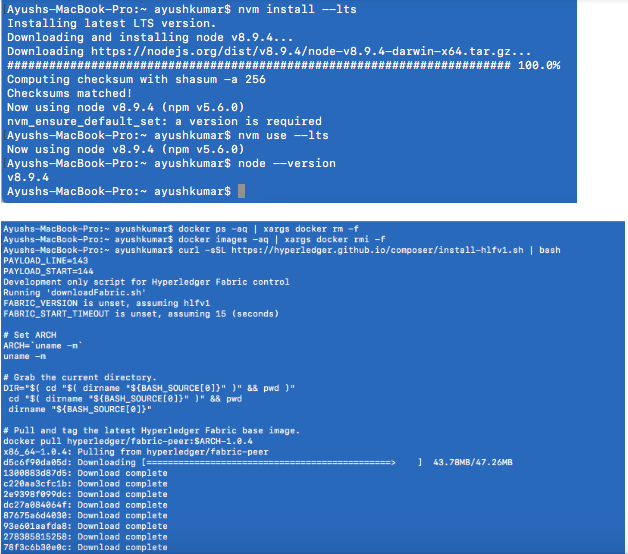 Ayushs-MacBook-Pro:~ ayushkumar$ nvm install --lts
Installing latest LTS version.
Downloading and installing node v8.9.4...
Downloading https://nodejs.org/dist/v8.9.4/node-v8.9.4-darwin-x64.tar.gz...
######################################################################## 100.0%
Computing checksum with shasum -a 256
Checksums matched!
Now using node v8.9.4 (npm v5.6.0)
nvm_ensure_default_set: a version is required
Ayushs-MacBook-Pro:~ ayushkumar$ nvm use --lts
Now using node v8.9.4 (npm v5.6.0)
Ayushs-MacBook-Pro:~ ayushkumar$ node --version
v8.9.4
Ayushs-MacBook-Pro:~ ayushkumar$
Ayushs-MacBook-Pro:~ ayushkumar$ docker ps -aq | xargs docker rm -f
Ayushs-MacBook-Pro:~ ayushkumar$ docker images -aq | xargs docker rmi -f
Ayushs-MacBook-Pro:~ ayushkumar$ curl -sSL https://hyperledger.github.io/composer/install-hlfv1.sh | bash
PAYLOAD_LINE=143
PAYLOAD_START=144
Development only script for Hyperledger Fabric control
Running 'downloadFabric.sh'
FABRIC_VERSION is unset, assuming hlfv1
FABRIC_START_TIMEOUT is unset, assuming 15 (seconds)
# Set ARCH
ARCH=`uname -m`
uname -m
# Grab the current directory.
DIR="$( cd "$( dirname "${BASH_SOURCE[0]}" )" && pwd )"
cd "$( dirname "${BASH_SOURCE[0]}" )" && pwd
dirname "${BASH_SOURCE[0]}"
# Pull and tag the latest Hyperledger Fabric base image.
docker pull hyperledger/fabric-peer:$ARCH-1.0.4
x86_64-1.0.4: Pulling from hyperledger/fabric-peer
d5c6f90da05d: Downloading [==============================================>    ] 43.78MB/47.26MB
1300883d87d5: Download complete
c220aa3cfc1b: Download complete
2e9398f099dc: Download complete
dc27a084064f: Download complete
87675a6d4030: Download complete
93e601aafda8: Download complete
278385815258: Download complete
78f3c6b30e0c: Download complete